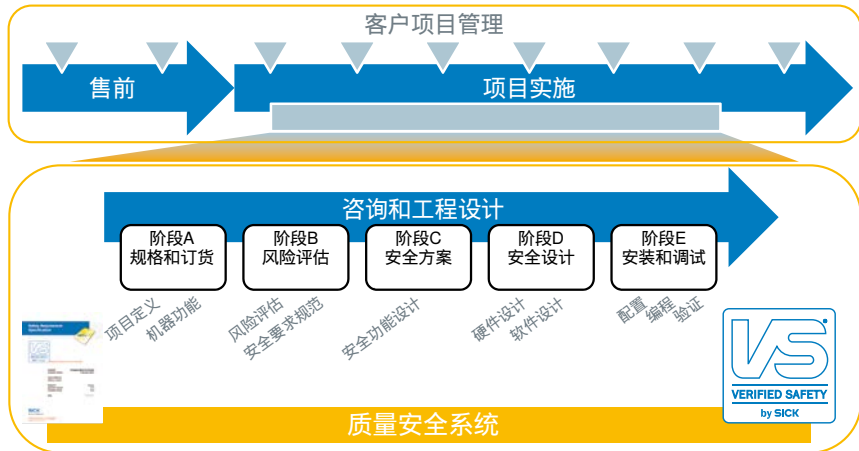 客户项目管理
售前
项目实施
咨询和工程设计
阶段A
规格和订货
阶段B
风险评估
阶段C
安全方案
阶段D
安全设计
阶段E
安装和调试
项目定义
机器功能
风险评估
安全要求规范
安全功能设计
硬件设计
软件设计
配置
编程
验证
Safety Requirement
Specification
SICK
VS
VERIFIED SAFETY
by SICK
质量安全系统